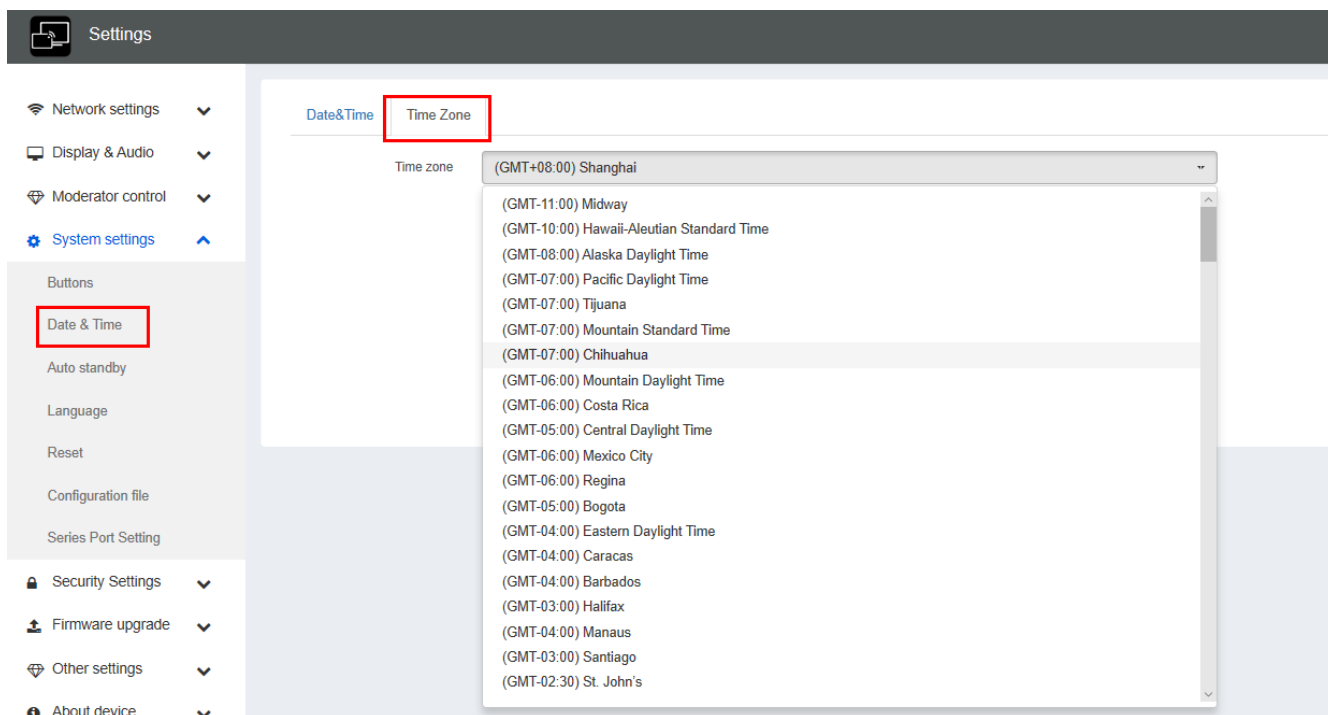 Settings
Network settings
Display & Audio
Moderator control
System settings
Buttons
Date & Time
Auto standby
Language
Reset
Configuration file
Series Port Setting
Security Settings
Firmware upgrade
Other settings
About device
Date&Time
Time Zone
Time zone
(GMT+08:00) Shanghai
(GMT-11:00) Midway
(GMT-10:00) Hawaii-Aleutian Standard Time
(GMT-08:00) Alaska Daylight Time
(GMT-07:00) Pacific Daylight Time
(GMT-07:00) Tijuana
(GMT-07:00) Mountain Standard Time
(GMT-07:00) Chihuahua
(GMT-06:00) Mountain Daylight Time
(GMT-06:00) Costa Rica
(GMT-05:00) Central Daylight Time
(GMT-06:00) Mexico City
(GMT-06:00) Regina
(GMT-05:00) Bogota
(GMT-04:00) Eastern Daylight Time
(GMT-04:00) Caracas
(GMT-04:00) Barbados
(GMT-03:00) Halifax
(GMT-04:00) Manaus
(GMT-03:00) Santiago
(GMT-02:30) St. John's